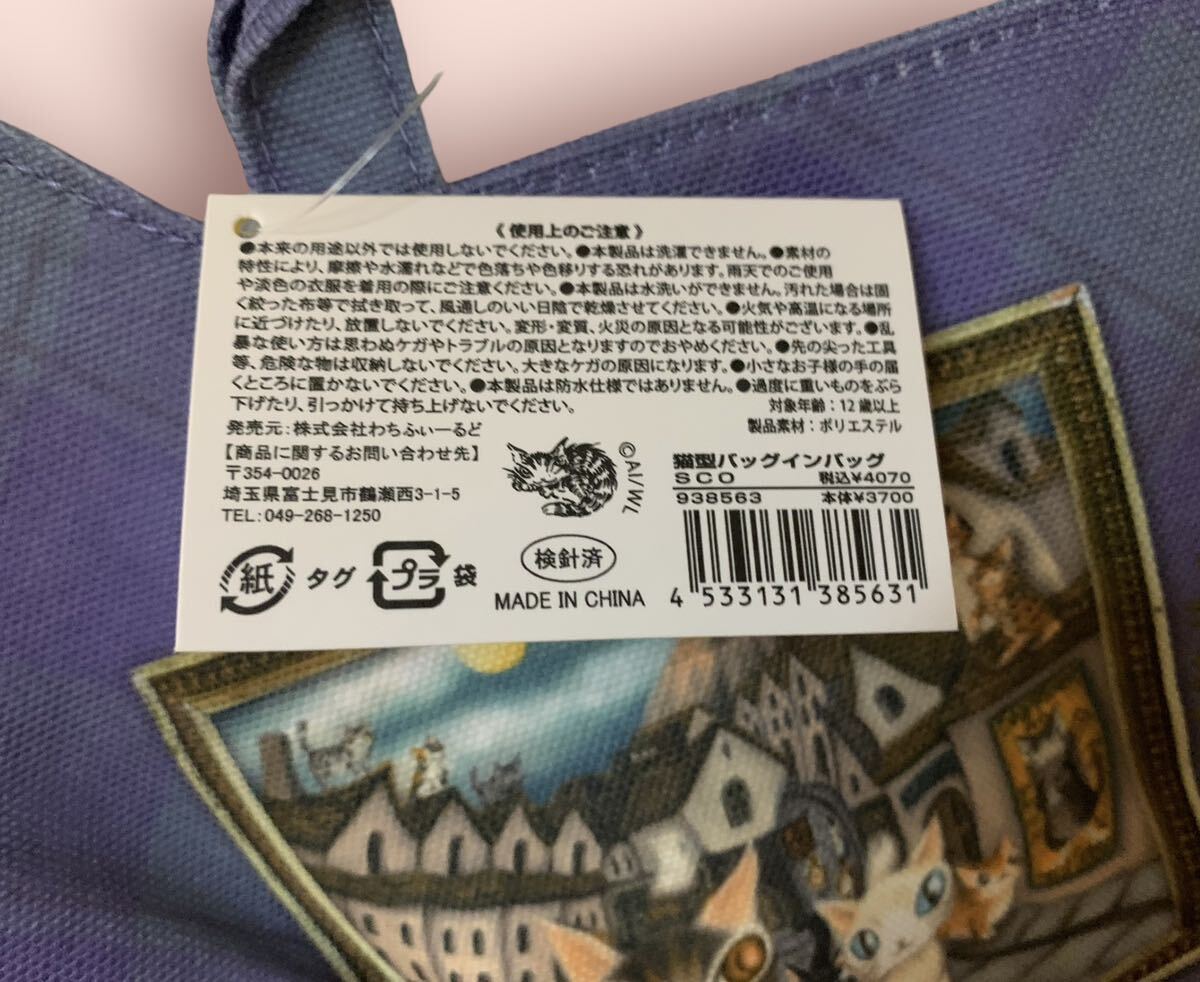 《使用上のご注意》
●本来の用途以外では使用しないでください。●本製品は洗濯できません。●素材の
特性により、摩擦や水濡れなどで色落ちや色移りする恐れがあります。雨天でのご使用
や淡色の衣服を着用の際にご注意ください。●本製品は水洗いができません。汚れた場合は固
く絞った布等で拭き取って、風通しのいい日陰で乾燥させてください。●火気や高温になる場所
に近づけたり、放置しないでください。変形・変質、火災の原因となる可能性がございます。●乱
暴な使い方は思わぬケガやトラブルの原因となりますのでおやめください。●先の尖った工具
等、危険な物は収納しないでください。大きなケガの原因になります。●小さなお子様の手の届
くところに置かないでください。●本製品は防水仕様ではありません。●過度に重いものをぶら
下げたり、引っかけて持ち上げないでください。
対象年齢：12歳以上
製品素材：ポリエステル
発売元：株式会社わちふぃーるど
【商品に関するお問い合わせ先】
〒354-0026
埼玉県富士見市鶴瀬西3-1-5
TEL:049-268-1250
©AI/WL
猫型バッグインバッグ
SCO 税込¥4070
938563 本体¥3700
紙 タグ プラ 袋
検針済
MADE IN CHINA
4 533131 385631